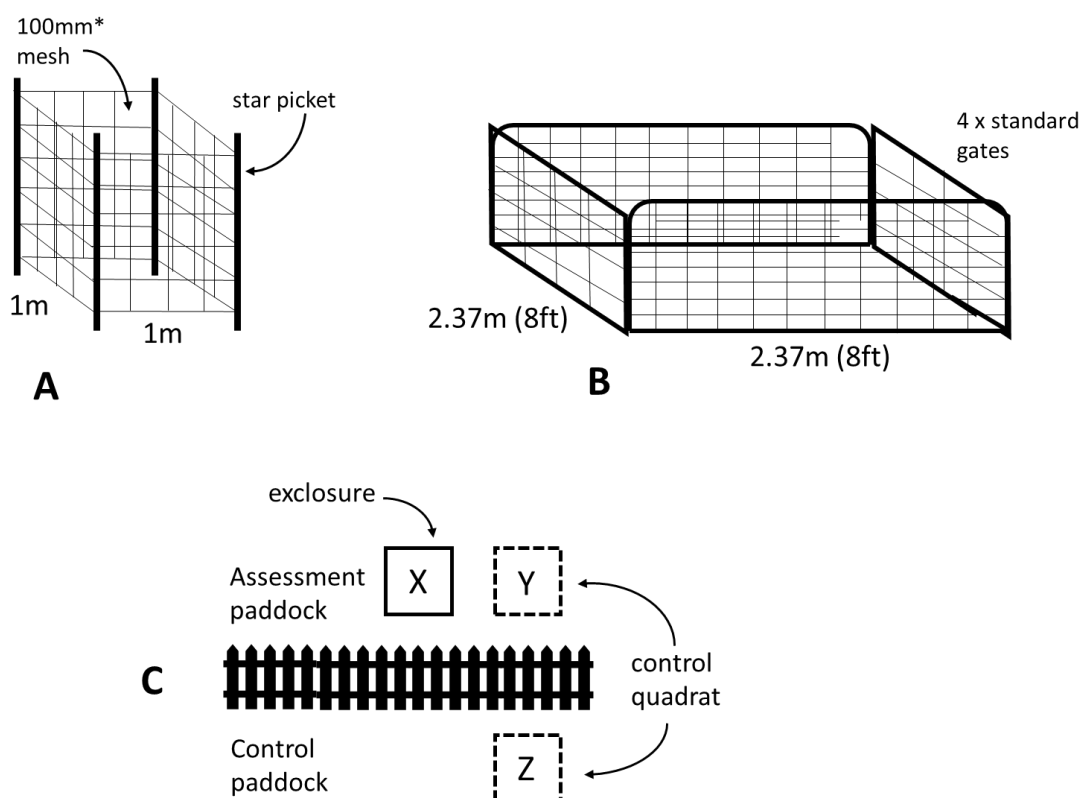 100mm*
mesh
star picket
1m
1m
A
4 x standard
gates
2.37m (8ft)
2.37m (8ft)
B
exclosure
Assessment
paddock
X
Y
C
control
quadrat
Control
paddock
Z